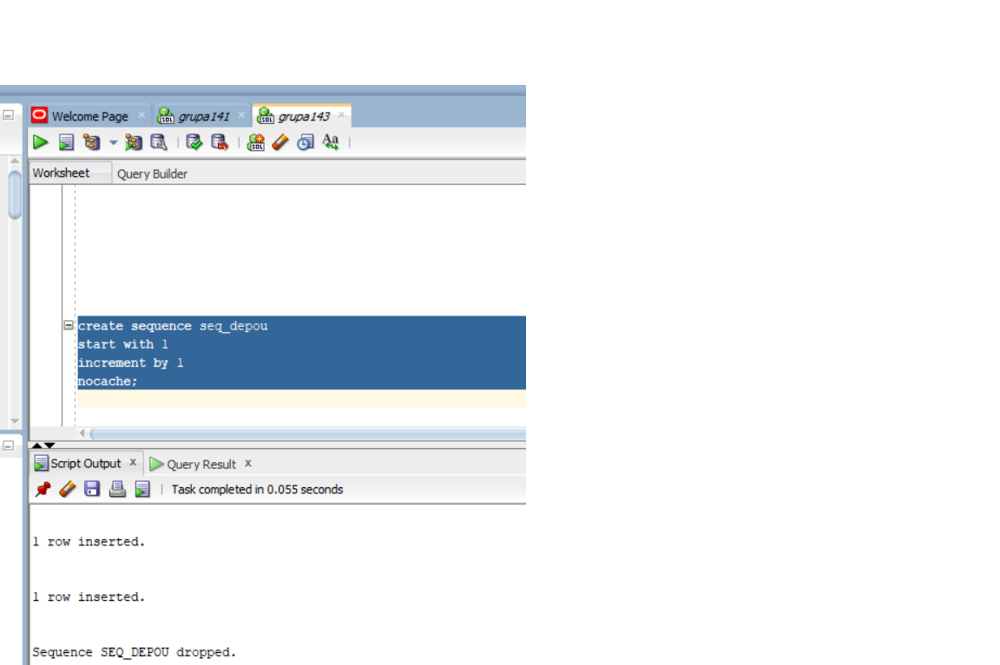 Welcome Page
grupa141
grupa143
Worksheet
Query Builder
create sequence seq_depou
start with 1
increment by 1
nocache;
Script Output x
Query Result x
Task completed in 0.055 seconds
1 row inserted.
1 row inserted.
Sequence SEQ_DEPOU dropped.